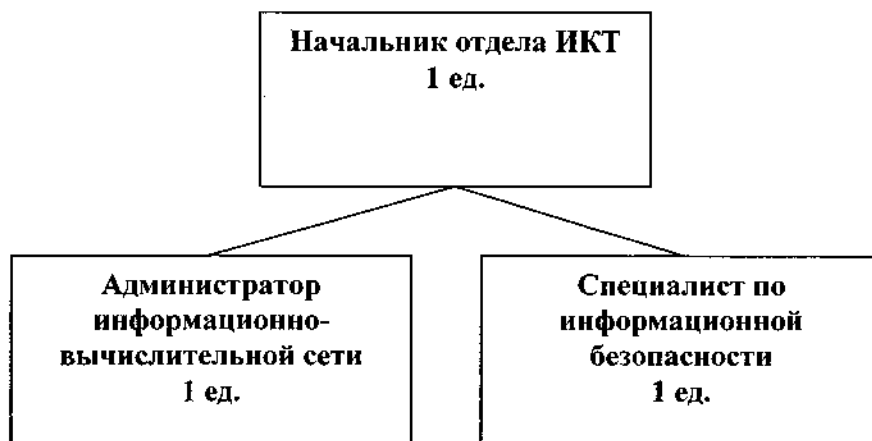 Начальник отдела ИКТ
1 ед.
Администратор
информационно-
вычислительной сети
1 ед.
Специалист по
информационной
безопасности
1 ед.